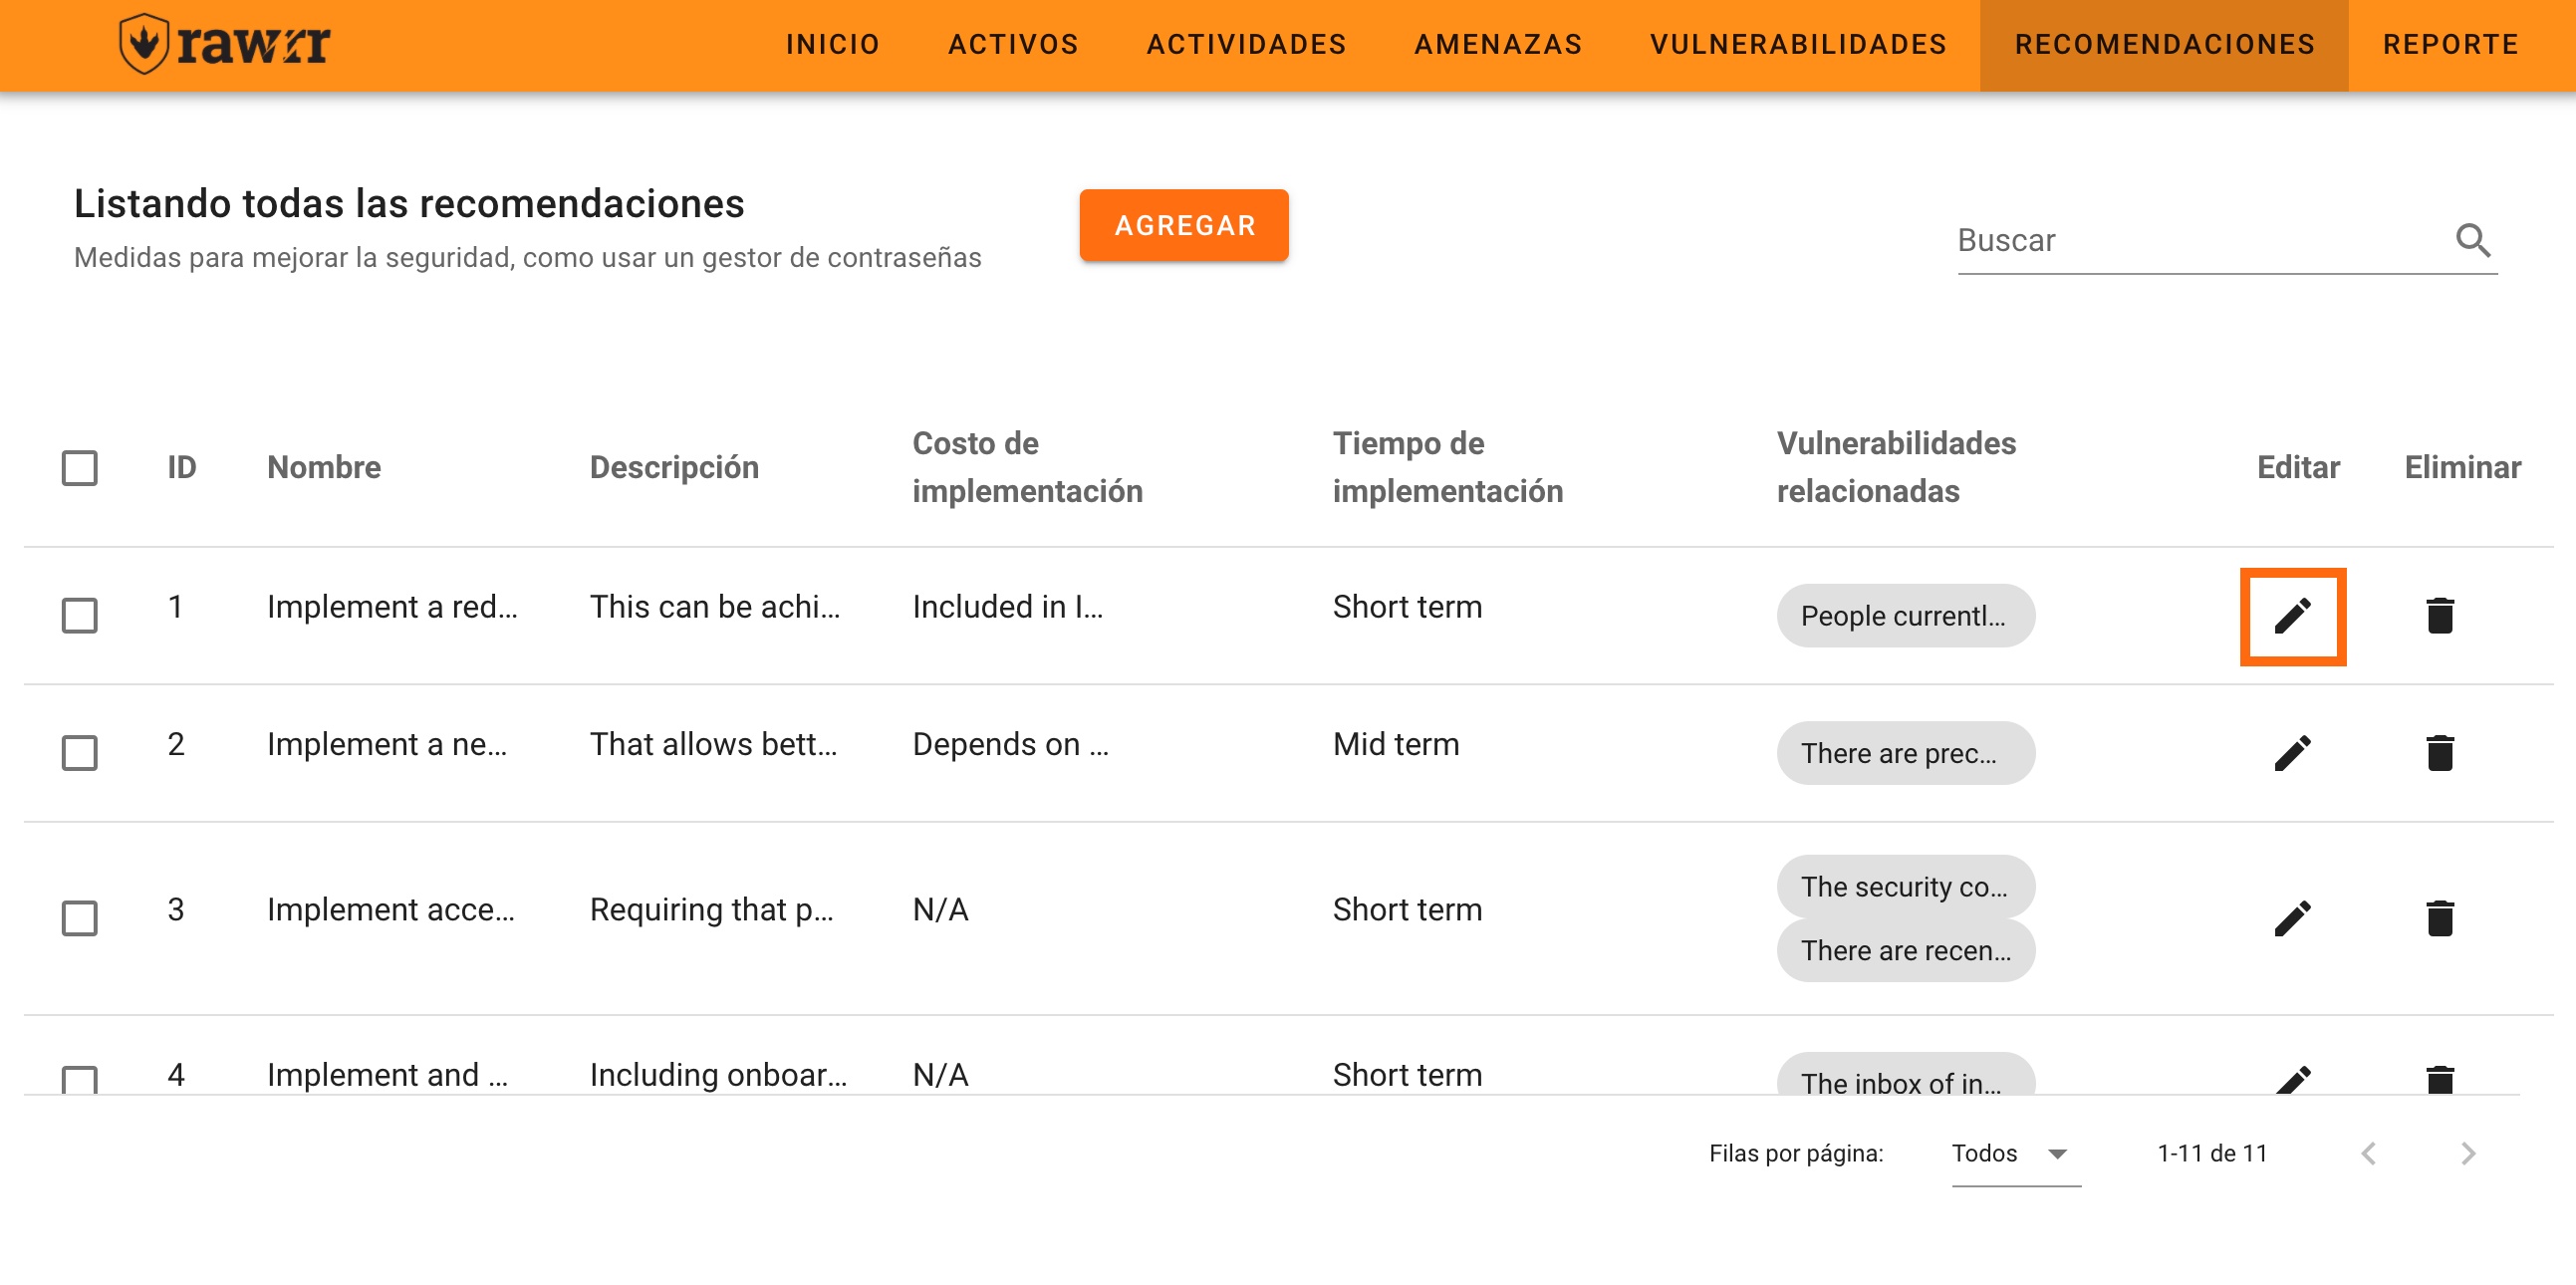 rawrr
INICIO ACTIVOS ACTIVIDADES AMENAZAS VULNERABILIDADES RECOMENDACIONES REPORTE
Listando todas las recomendaciones
Medidas para mejorar la seguridad, como usar un gestor de contraseñas
AGREGAR
Buscar
ID Nombre Descripción Costo de implementación Tiempo de implementación Vulnerabilidades relacionadas Editar Eliminar
1 Implement a red... This can be achi... Included in I... Short term People currentl...
2 Implement a ne... That allows bett... Depends on ... Mid term There are prec...
3 Implement acce... Requiring that p... N/A Short term The security co...
There are recen...
4 Implement and ... Including onboar... N/A Short term The inbox of in...
Filas por página: Todos 1-11 de 11